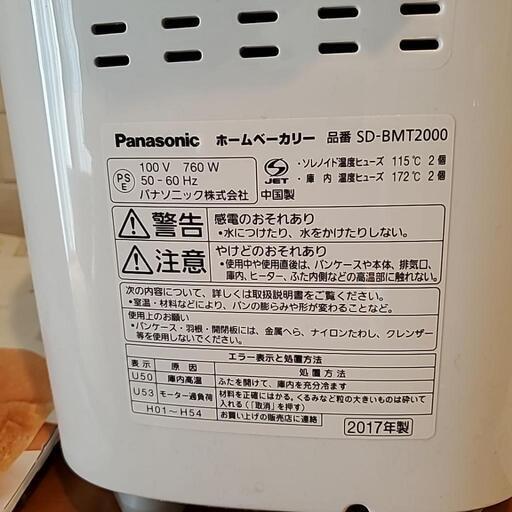 Panasonic ホームベーカリー 品番 SD-BMT2000
PS E
100 V 760 W
50 - 60 Hz
パナソニック株式会社
JET
・ソレノイド温度ヒューズ 115℃ 2個
・庫 内 温度ヒューズ 172℃ 2個
中国製
警告
感電のおそれあり
•水につけたり、水をかけたりしない。
注意
やけどのおそれあり
•使用中や使用直後は、パンケースや本体、排気口、
庫内、ヒーター、ふた内側などの高温部に触れない。
次の内容について、詳しくは取扱説明書をご覧ください。
•室温・材料などにより、パンの膨らみや形が変わることなど。
使用上のお願い
•パンケース・羽根・開閉板には、金属へら、ナイロンたわし、クレンザー
等を使用しないでください。
エラー表示と処置方法
表示 原因 処置方法
U50 庫内高温 ふたを開けて、庫内を充分冷ます
U53 モーター過負荷 材料を正確にはかる。くるみなど粒の大きいものは砕いて
入れる(「取消」を押す)
H01～H54 お買い上げの販売店に連絡
2017年製